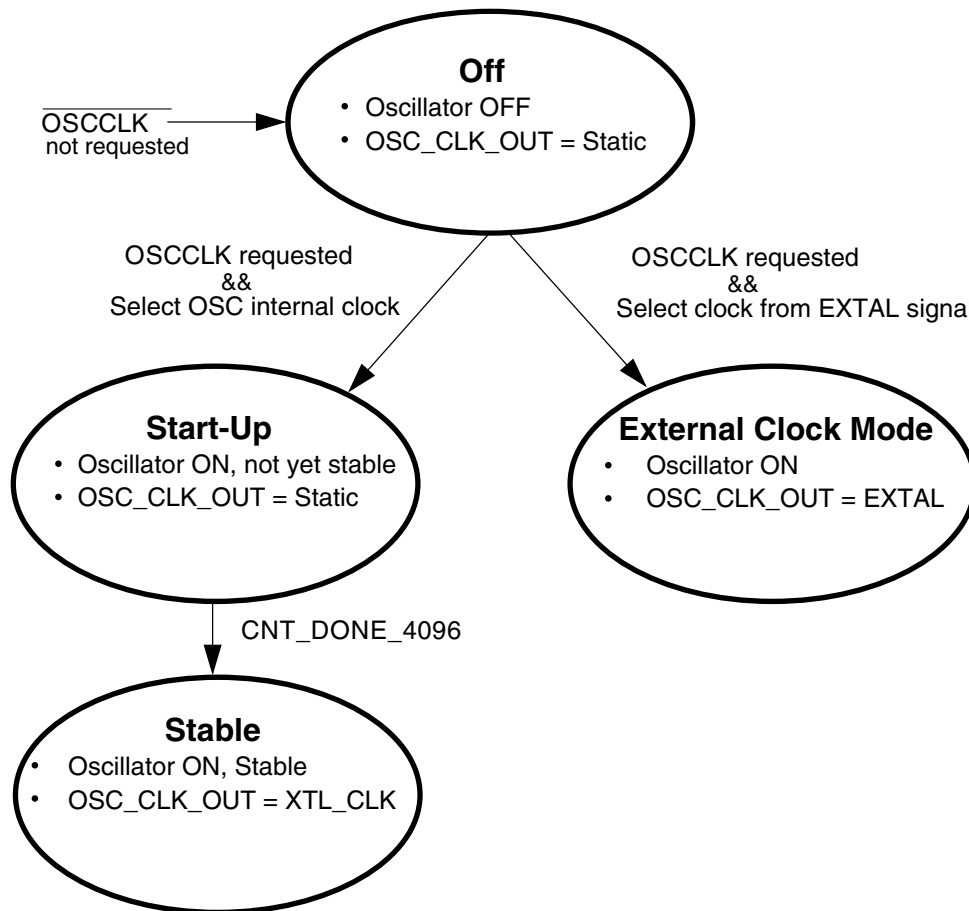 Off
• Oscillator OFF
• OSC_CLK_OUT = Static
OSCCLK
not requested
OSCCLK requested
&&
Select OSC internal clock
OSCCLK requested
&&
Select clock from EXTAL signa
Start-Up
• Oscillator ON, not yet stable
• OSC_CLK_OUT = Static
External Clock Mode
• Oscillator ON
• OSC_CLK_OUT = EXTAL
CNT_DONE_4096
Stable
• Oscillator ON, Stable
• OSC_CLK_OUT = XTL_CLK